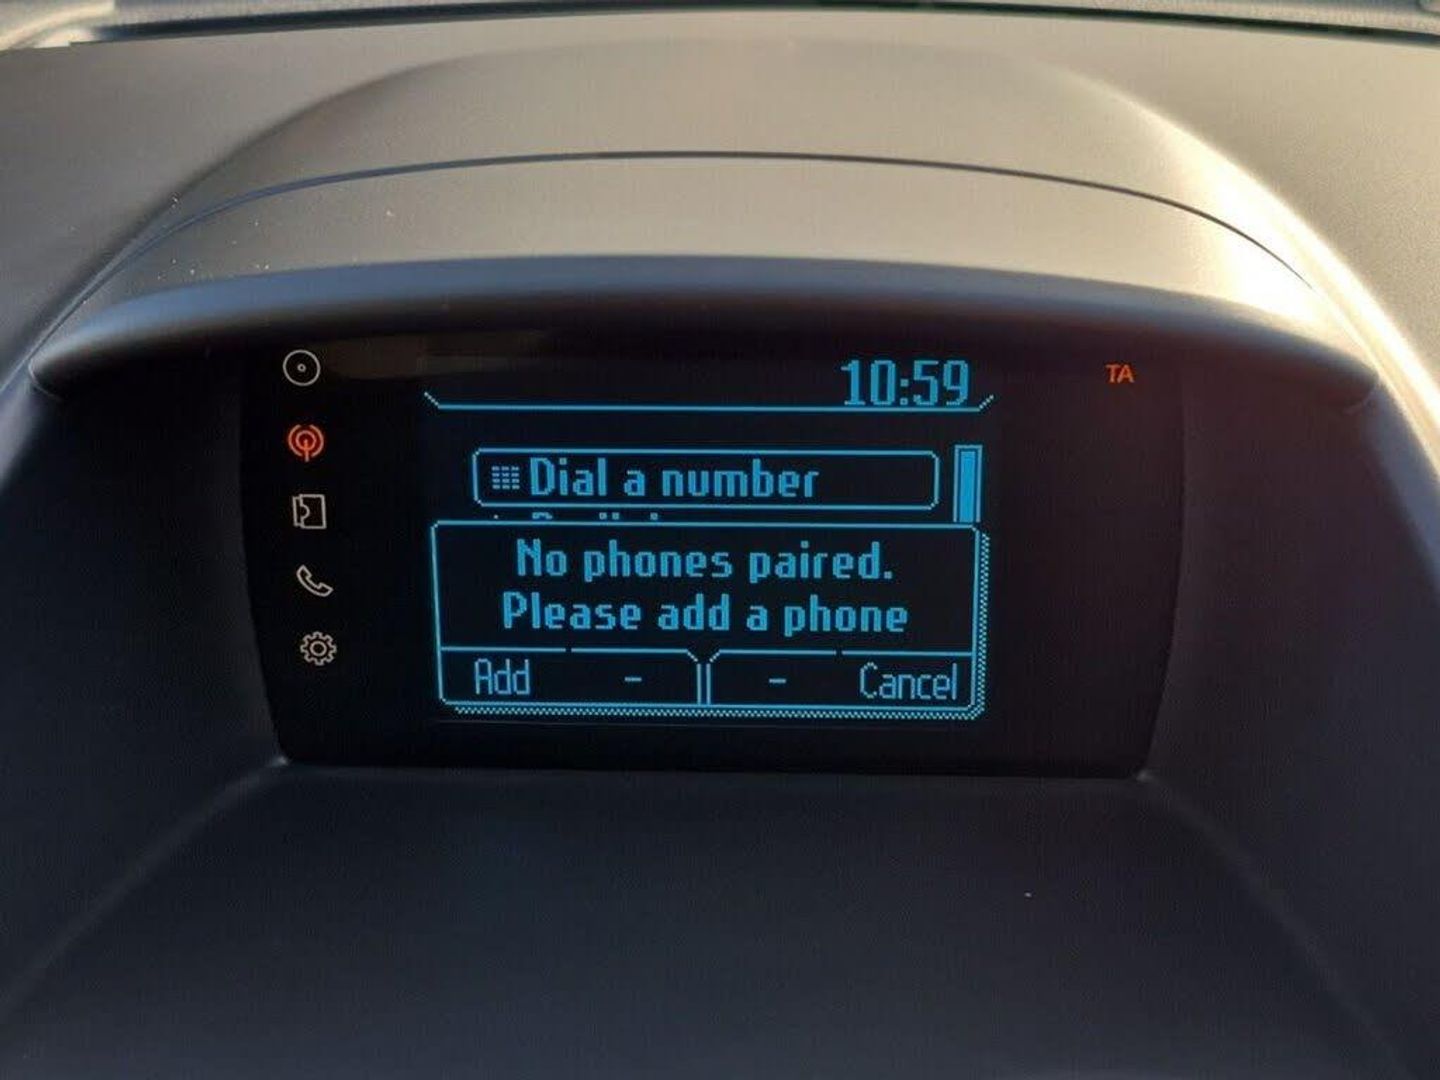 10:59
TA
Dial a number
No phones paired.
Please add a phone
Add - - Cancel